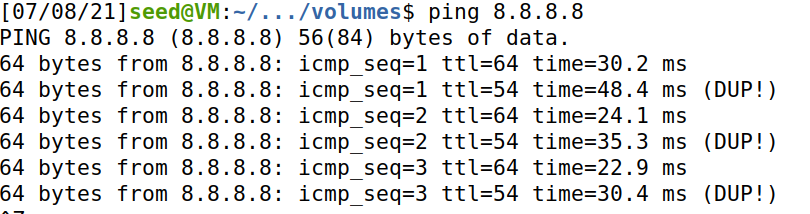 [07/08/21]seed@VM:~/.../volumes$ ping 8.8.8.8
PING 8.8.8.8 (8.8.8.8) 56(84) bytes of data.
64 bytes from 8.8.8.8: icmp_seq=1 ttl=64 time=30.2 ms
64 bytes from 8.8.8.8: icmp_seq=1 ttl=54 time=48.4 ms (DUP!)
64 bytes from 8.8.8.8: icmp_seq=2 ttl=64 time=24.1 ms
64 bytes from 8.8.8.8: icmp_seq=2 ttl=54 time=35.3 ms (DUP!)
64 bytes from 8.8.8.8: icmp_seq=3 ttl=64 time=22.9 ms
64 bytes from 8.8.8.8: icmp_seq=3 ttl=54 time=30.4 ms (DUP!)